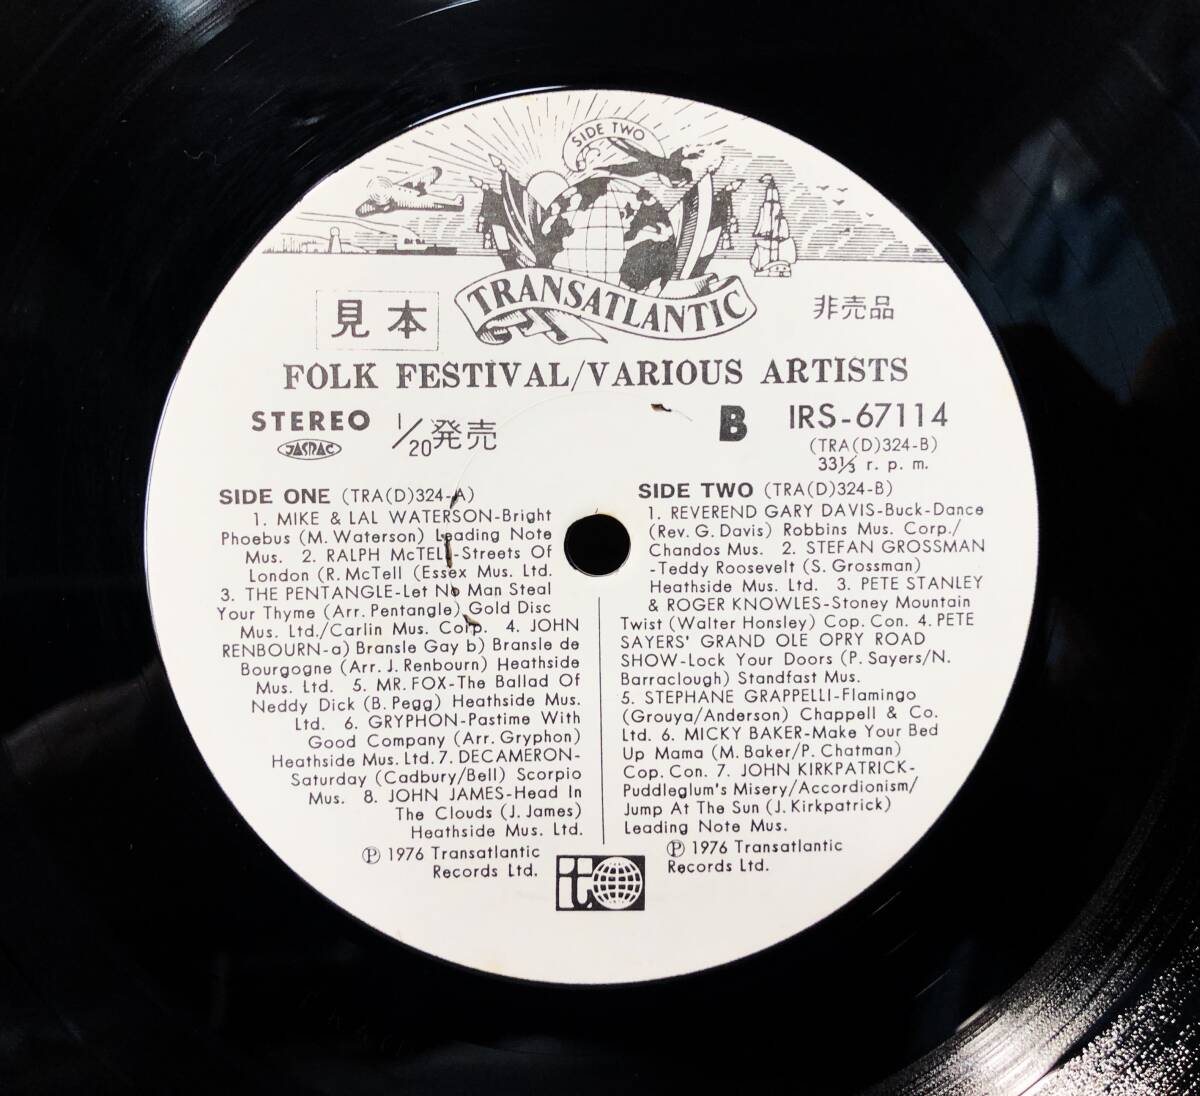 SIDE TWO
TRANSATLANTIC
見本
非売品
FOLK FESTIVAL/VARIOUS ARTISTS
STEREO
JASRAC
1/20発売
B
IRS-67114
(TRA(D)324-B)
33⅓ r. p. m.
SIDE ONE (TRA(D)324-A)
1. MIKE & LAL WATERSON-Bright
Phoebus (M. Waterson) Leading Note
Mus. 2. RALPH McTELL-Streets Of
London (R. McTell (Essex Mus. Ltd.
3. THE PENTANGLE-Let No Man Steal
Your Thyme (Arr. Pentangle) Gold Disc
Mus. Ltd./Carlin Mus. Corp. 4. JOHN
RENBOURN-a) Bransle Gay b) Bransle de
Bourgogne (Arr. J. Renbourn) Heathside
Mus. Ltd. 5. MR. FOX-The Ballad Of
Neddy Dick (B. Pegg) Heathside Mus.
Ltd. 6. GRYPHON-Pastime With
Good Company (Arr. Gryphon)
Heathside Mus. Ltd. 7. DECAMERON-
Saturday (Cadbury/Bell) Scorpio
Mus. 8. JOHN JAMES-Head In
The Clouds (J. James)
Heathside Mus. Ltd.
℗ 1976 Transatlantic
Records Ltd.
SIDE TWO (TRA(D)324-B)
1. REVEREND GARY DAVIS-Buck-Dance
(Rev. G. Davis) Robbins Mus. Corp./
Chandos Mus. 2. STEFAN GROSSMAN
-Teddy Roosevelt (S. Grossman)
Heathside Mus. Ltd. 3. PETE STANLEY
& ROGER KNOWLES-Stoney Mountain
Twist (Walter Honsley) Cop. Con. 4. PETE
SAYERS' GRAND OLE OPRY ROAD
SHOW-Lock Your Doors (P. Sayers/N.
Barraclough) Standfast Mus.
5. STEPHANE GRAPPELLI-Flamingo
(Grouya/Anderson) Chappell & Co.
Ltd. 6. MICKY BAKER-Make Your Bed
Up Mama (M. Baker/P. Chatman)
Cop. Con. 7. JOHN KIRKPATRICK-
Puddleglum's Misery/Accordionism/
Jump At The Sun (J. Kirkpatrick)
Leading Note Mus.
℗ 1976 Transatlantic
Records Ltd.
it